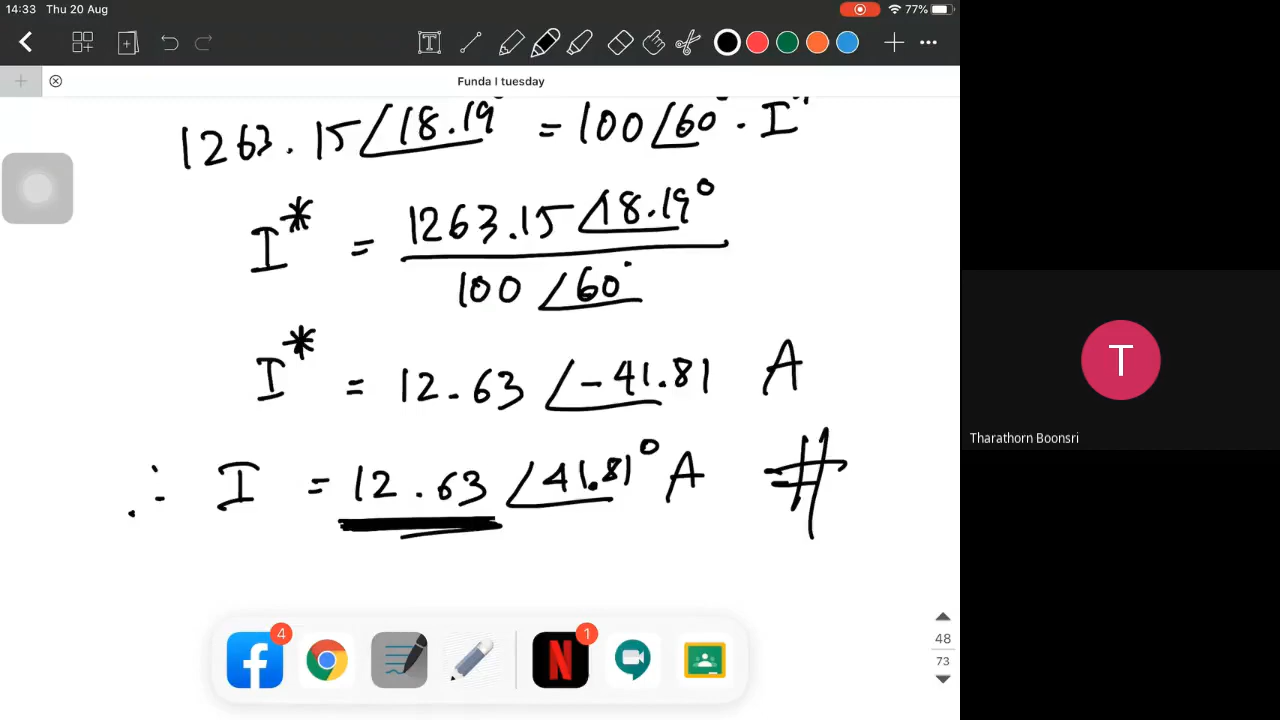 14:33 Thu 20 Aug 77%
Funda I tuesday
1263.15∠18.19° = 100∠60° · I*
I* = 1263.15∠18.19° / 100∠60°
I* = 12.63 ∠-41.81 A
∴ I = 12.63 ∠41.81° A #
4
1
N
48
73
T
Tharathorn Boonsri